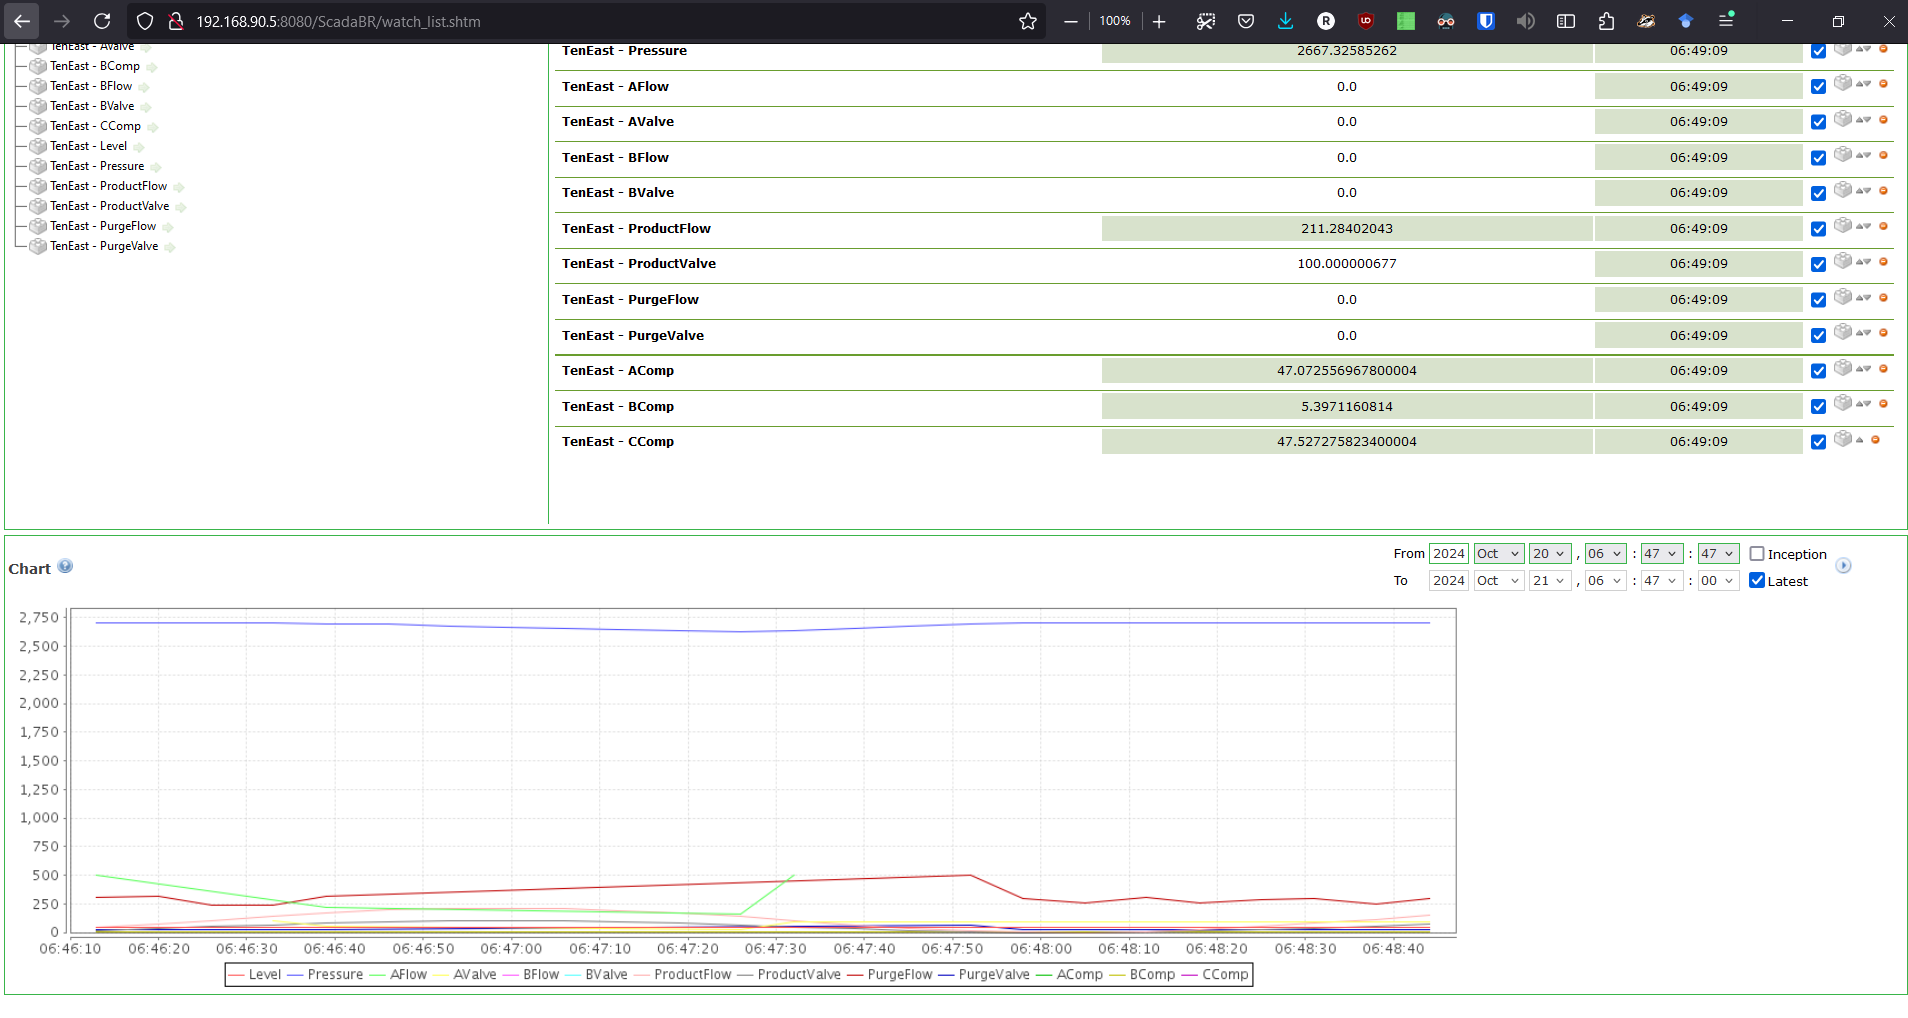 192.168.90.5:8080/ScadaBR/watch_list.shtm
100%
TenEast - AValve
TenEast - BComp
TenEast - BFlow
TenEast - BValve
TenEast - CComp
TenEast - Level
TenEast - Pressure
TenEast - ProductFlow
TenEast - ProductValve
TenEast - PurgeFlow
TenEast - PurgeValve
TenEast - Pressure 2667.32585262 06:49:09
TenEast - AFlow 0.0 06:49:09
TenEast - AValve 0.0 06:49:09
TenEast - BFlow 0.0 06:49:09
TenEast - BValve 0.0 06:49:09
TenEast - ProductFlow 211.28402043 06:49:09
TenEast - ProductValve 100.000000677 06:49:09
TenEast - PurgeFlow 0.0 06:49:09
TenEast - PurgeValve 0.0 06:49:09
TenEast - AComp 47.072556967800004 06:49:09
TenEast - BComp 5.3971160814 06:49:09
TenEast - CComp 47.527275823400004 06:49:09
Chart
From 2024 Oct 20 , 06 : 47 : 47 Inception
To 2024 Oct 21 , 06 : 47 : 00 Latest
2,750
2,500
2,250
2,000
1,750
1,500
1,250
1,000
750
500
250
0
06:46:10 06:46:20 06:46:30 06:46:40 06:46:50 06:47:00 06:47:10 06:47:20 06:47:30 06:47:40 06:47:50 06:48:00 06:48:10 06:48:20 06:48:30 06:48:40
Level Pressure AFlow AValve BFlow BValve ProductFlow ProductValve PurgeFlow PurgeValve AComp BComp CComp